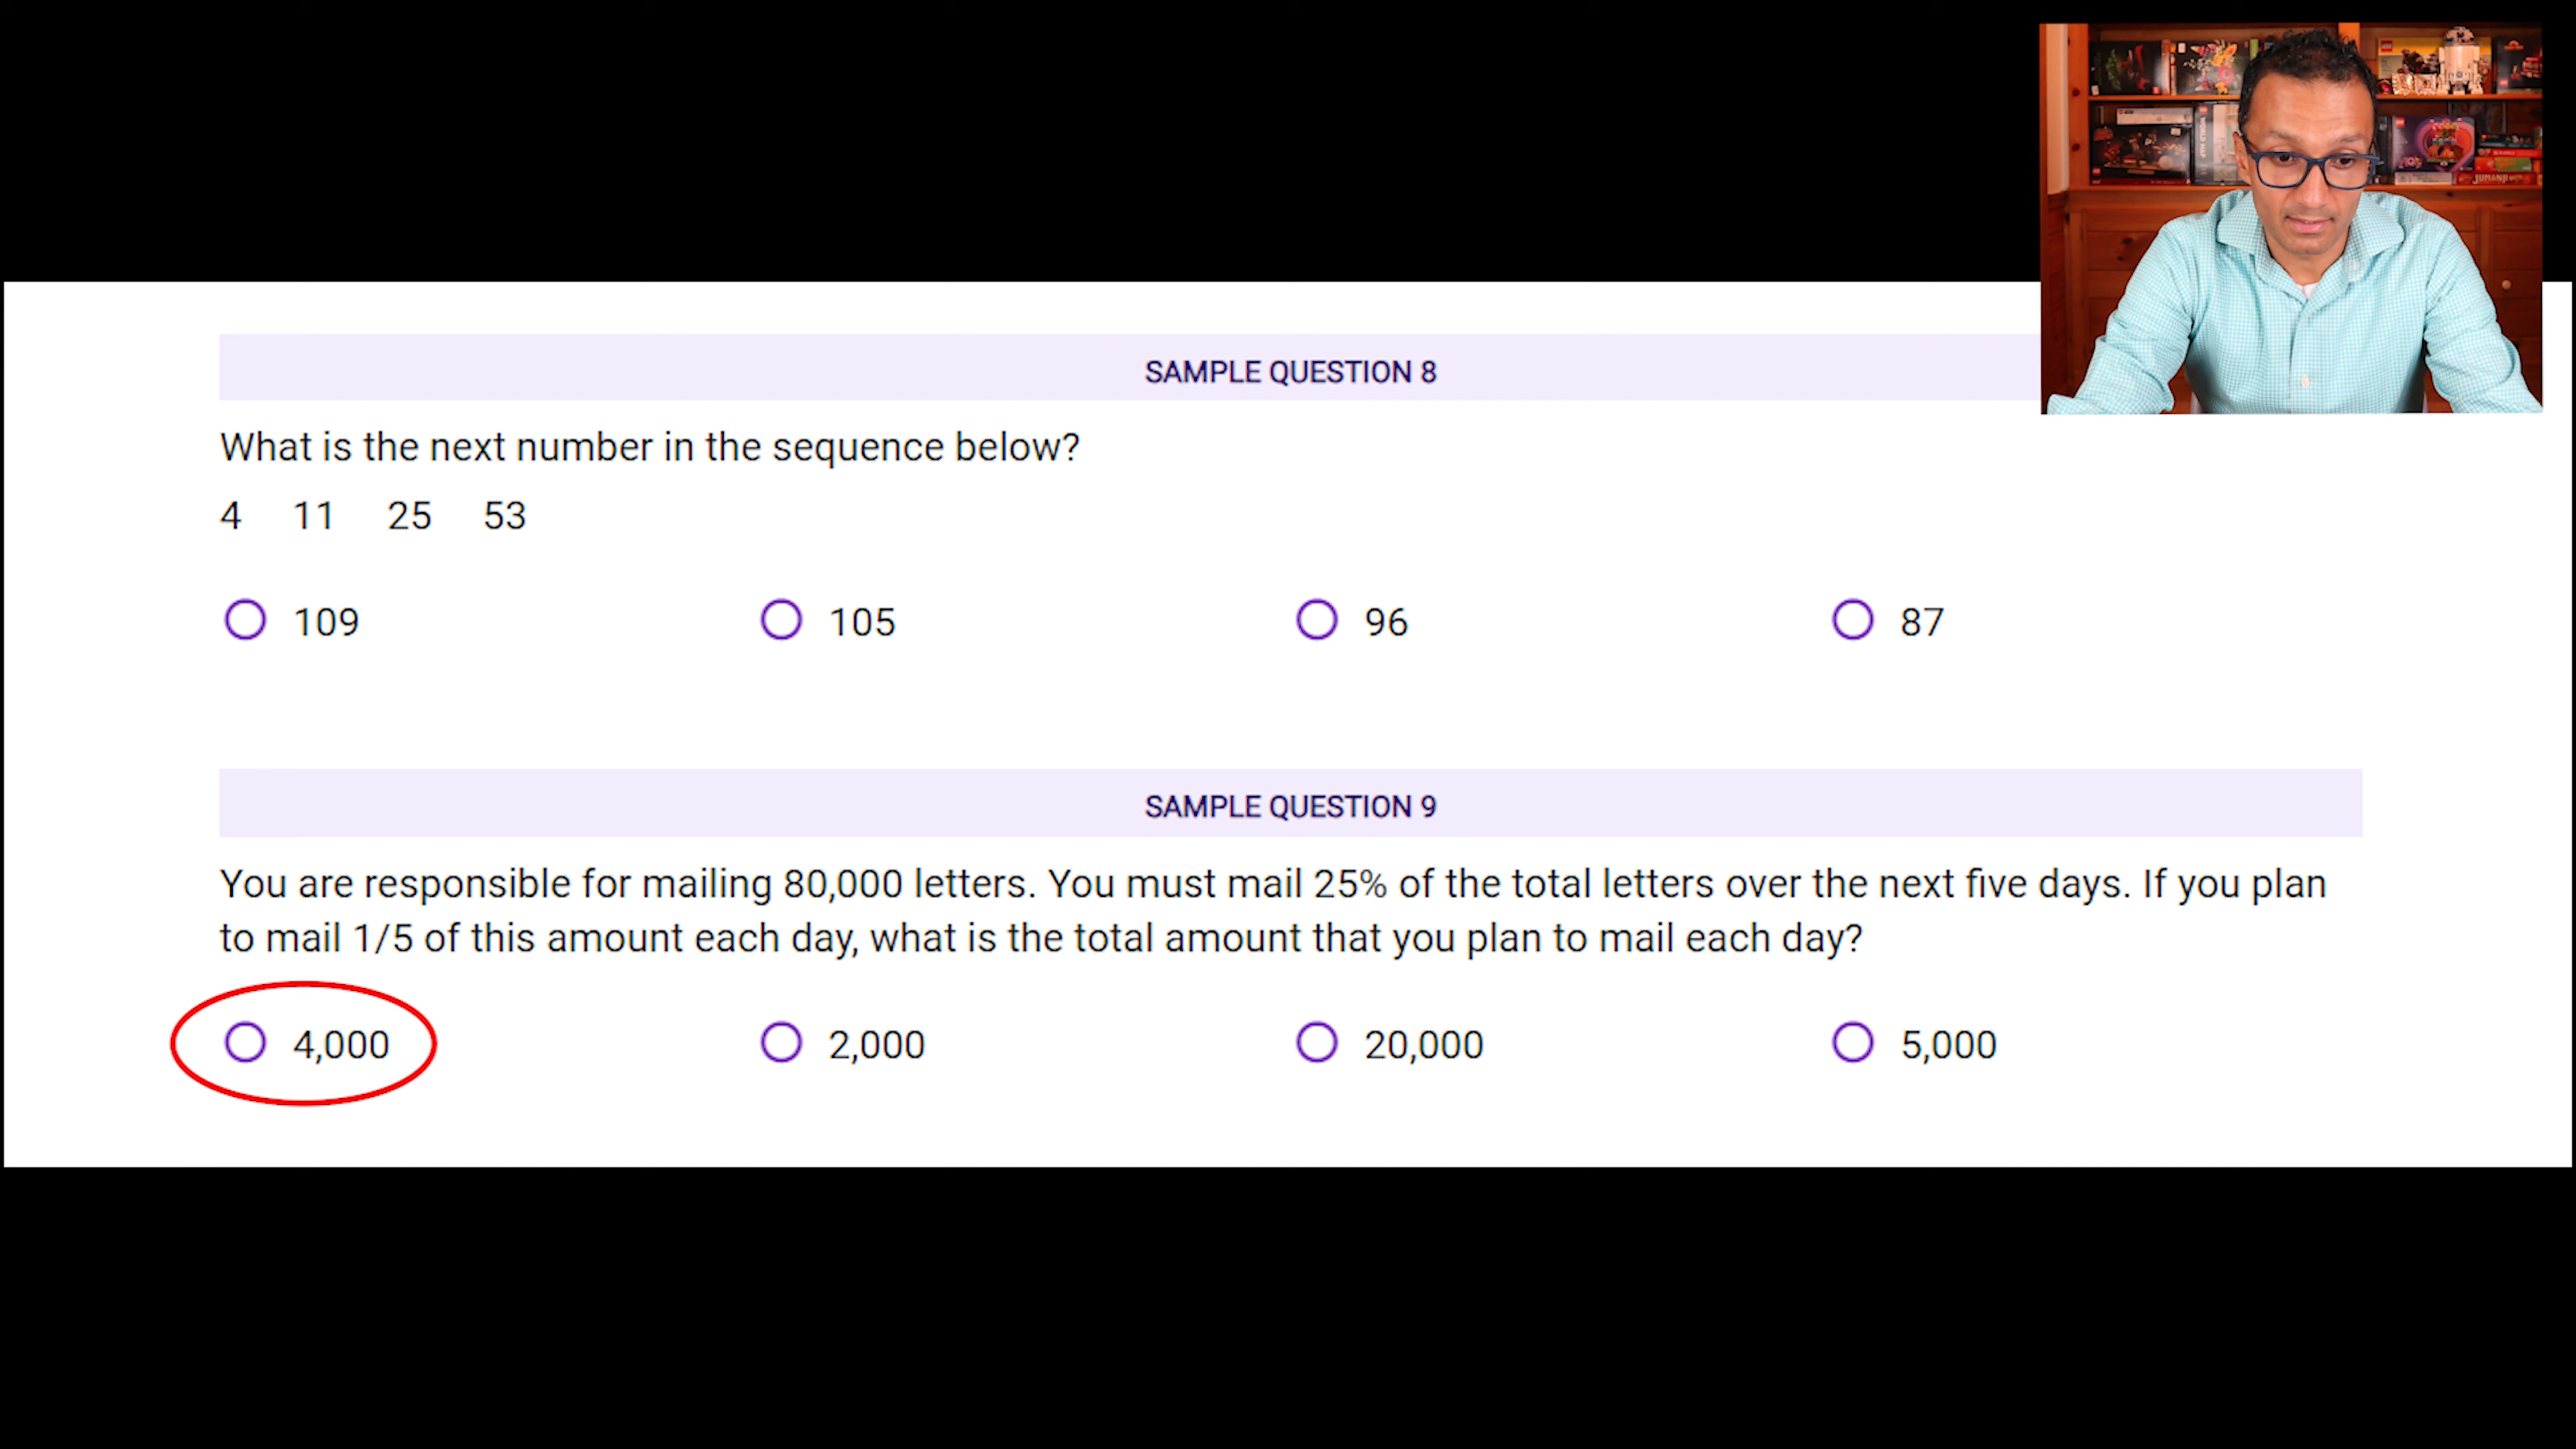 JUMANJI
SAMPLE QUESTION 8
What is the next number in the sequence below?
4 11 25 53
109 105 96 87
SAMPLE QUESTION 9
You are responsible for mailing 80,000 letters. You must mail 25% of the total letters over the next five days. If you plan
to mail 1/5 of this amount each day, what is the total amount that you plan to mail each day?
4,000 2,000 20,000 5,000